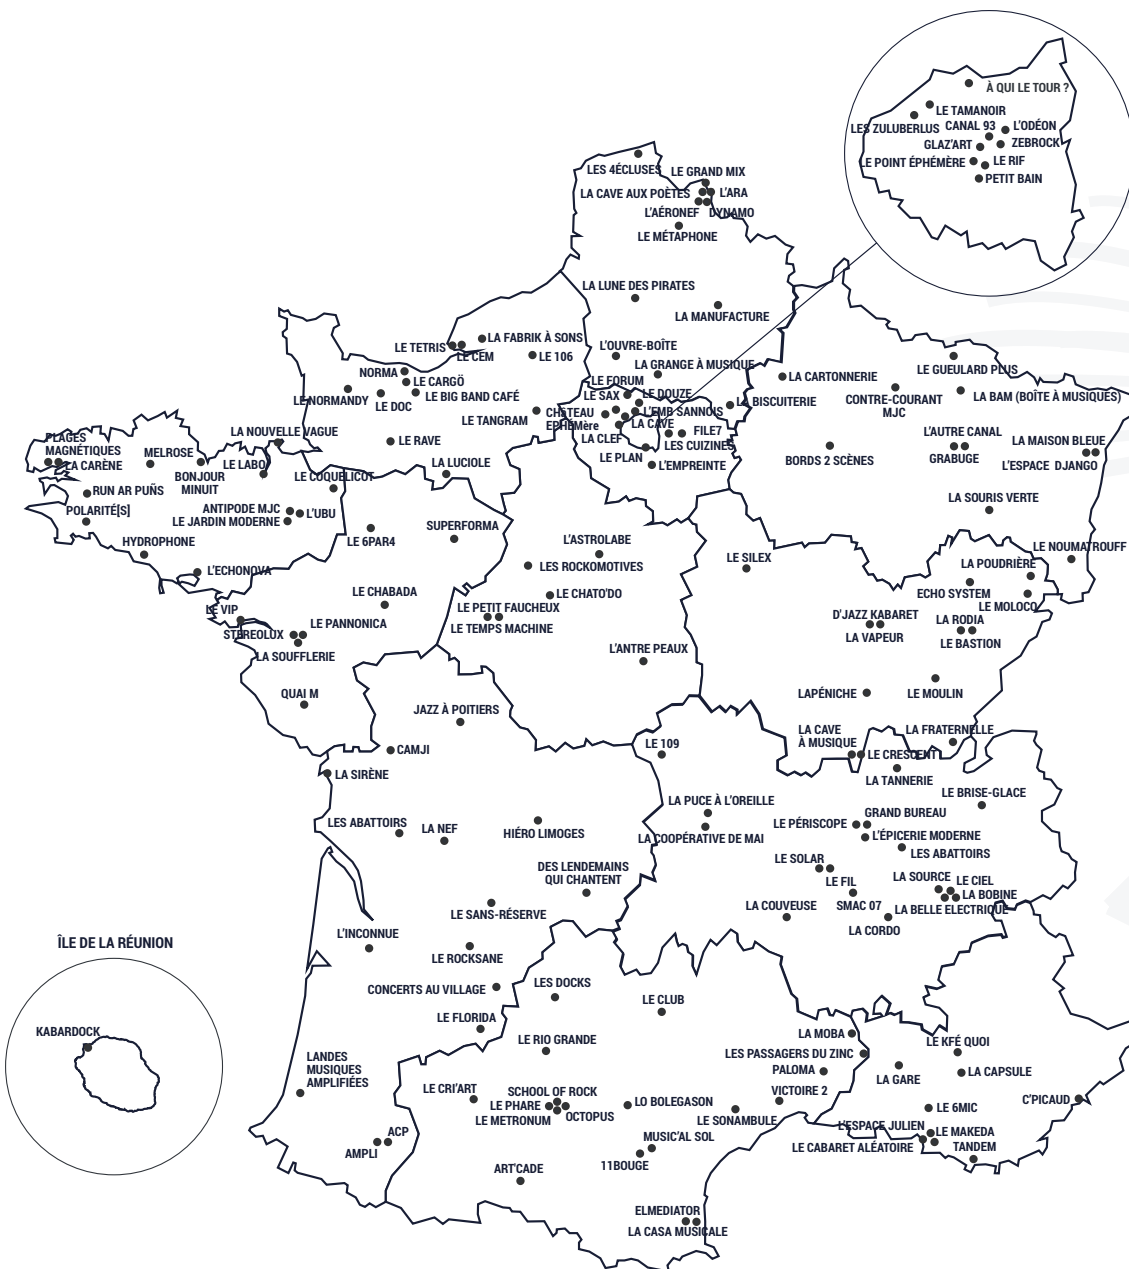 À QUI LE TOUR ?
LE TAMANOIR
LES ZULUBERLUS
CANAL 93
L'ODÉON
GLAZ'ART
ZEBROCK
LE POINT ÉPHÉMÈRE
LE RIF
PETIT BAIN
LES 4ÉCLUSES
LE GRAND MIX
LA CAVE AUX POÈTES
L'ARA
L'AÉRONEF
DYNAMO
LE MÉTAPHONE
LA LUNE DES PIRATES
LA MANUFACTURE
LA FABRIK À SONS
LE TETRIS
LE CEM
LE 106
L'OUVRE-BOÎTE
LA GRANGE À MUSIQUE
NORMA
LE CARGÖ
LE NORMANDY
LE DOC
LE BIG BAND CAFÉ
LE TANGRAM
LE FORUM
LE SAX
LE DOUZE
CHÂTEAU
EPHÉMère
L'EMB SANNOIS
LA CAVE
LA BISCUITERIE
LA CLEF
FILE7
LES CUIZINES
LE PLAN
L'EMPREINTE
LA CARTONNERIE
LE GUEULARD PLUS
CONTRE-COURANT
MJC
LA BAM (BOÎTE À MUSIQUES)
L'AUTRE CANAL
GRABUGE
LA MAISON BLEUE
L'ESPACE DJANGO
BORDS 2 SCÈNES
LA SOURIS VERTE
LE NOUMATROUFF
LA NOUVELLE VAGUE
PLAGES
MAGNÉTIQUES
LA CARÈNE
MELROSE
BONJOUR
MINUIT
LE LABO
LE RAVE
LA LUCIOLE
LE COQUELICOT
RUN AR PUÑS
POLARITÉ[S]
ANTIPODE MJC
LE JARDIN MODERNE
L'UBU
HYDROPHONE
LE 6PAR4
SUPERFORMA
L'ECHONOVA
L'ASTROLABE
LES ROCKOMOTIVES
LE SILEX
LA POUDRIÈRE
ECHO SYSTEM
LE MOLOCO
LE CHABADA
LE CHATO'DO
LE VIP
LE PETIT FAUCHEUX
LE TEMPS MACHINE
D'JAZZ KABARET
LA VAPEUR
LA RODIA
LE BASTION
STEREOLUX
LE PANNONICA
LA SOUFFLERIE
L'ANTRE PEAUX
QUAI M
LAPÉNICHE
LE MOULIN
JAZZ À POITIERS
LE 109
LA CAVE
À MUSIQUE
LE CRESCENT
LA FRATERNELLE
CAMJI
LA SIRÈNE
LA TANNERIE
LE BRISE-GLACE
LA PUCE À L'OREILLE
LA COOPÉRATIVE DE MAI
LE PÉRISCOPE
GRAND BUREAU
L'ÉPICERIE MODERNE
LES ABATTOIRS
LES ABATTOIRS
LA NEF
HIÉRO LIMOGES
LE SOLAR
LE FIL
LA SOURCE
LE CIEL
LA BOBINE
DES LENDEMAINS
QUI CHANTENT
LE SANS-RÉSERVE
LA COUVEUSE
SMAC 07
LA BELLE ELECTRIQUE
LA CORDO
L'INCONNUE
LE ROCKSANE
ÎLE DE LA RÉUNION
KABARDOCK
CONCERTS AU VILLAGE
LES DOCKS
LE CLUB
LE FLORIDA
LE RIO GRANDE
LA MOBA
LES PASSAGERS DU ZINC
PALOMA
LE KFÉ QUOI
LA GARE
LA CAPSULE
LANDES
MUSIQUES
AMPLIFIÉES
LE CRI'ART
SCHOOL OF ROCK
LE PHARE
LE METRONUM
OCTOPUS
LO BOLEGASON
VICTOIRE 2
LE SONAMBULE
C'PICAUD
LE 6MIC
L'ESPACE JULIEN
LE MAKEDA
LE CABARET ALÉATOIRE
TANDEM
ACP
AMPLI
MUSIC'AL SOL
11BOUGE
ART'CADE
ELMEDIATOR
LA CASA MUSICALE